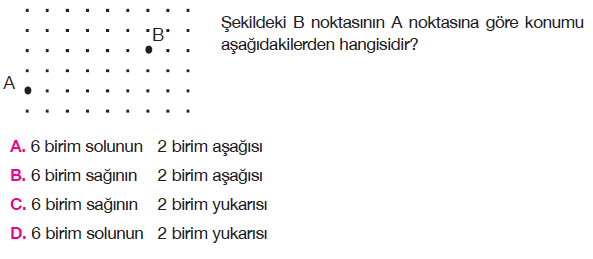 Şekildeki B noktasının A noktasına göre konumu
aşağıdakilerden hangisidir?
B
A
A. 6 birim solunun 2 birim aşağısı
B. 6 birim sağının 2 birim aşağısı
C. 6 birim sağının 2 birim yukarısı
D. 6 birim solunun 2 birim yukarısı